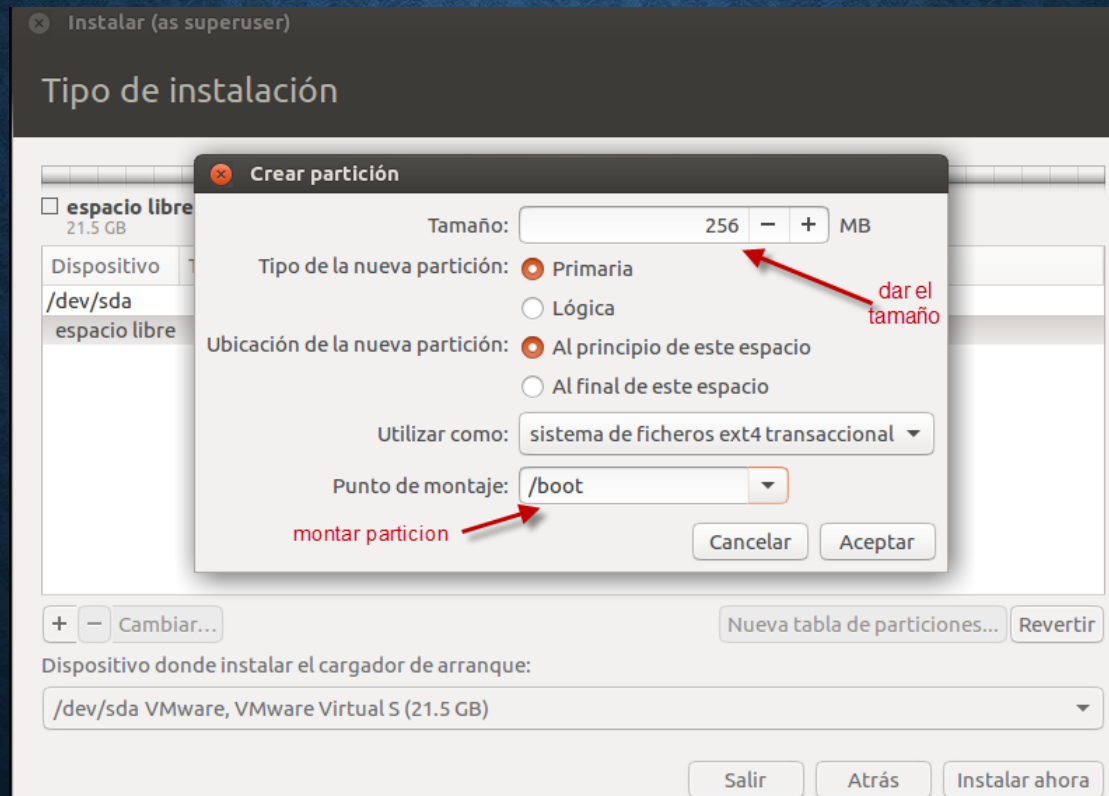 Instalar (as superuser)
Tipo de instalación
Crear partición
espacio libre
21.5 GB
Tamaño: 256 − + MB
Dispositivo
Tipo de la nueva partición: Primaria
dar el
tamaño
/dev/sda
Lógica
espacio libre
Ubicación de la nueva partición: Al principio de este espacio
Al final de este espacio
Utilizar como: sistema de ficheros ext4 transaccional
Punto de montaje: /boot
montar particion
Cancelar Aceptar
+ − Cambiar... Nueva tabla de particiones... Revertir
Dispositivo donde instalar el cargador de arranque:
/dev/sda VMware, VMware Virtual S (21.5 GB)
Salir Atrás Instalar ahora